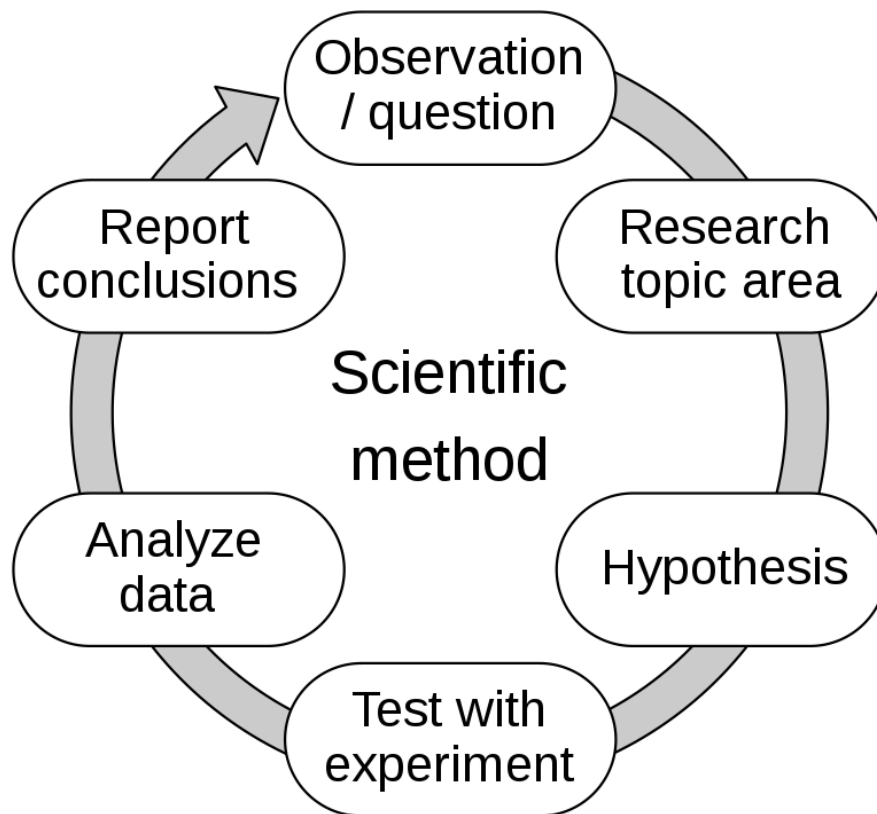 Observation
/ question
Research
topic area
Hypothesis
Test with
experiment
Analyze
data
Report
conclusions
Scientific
method